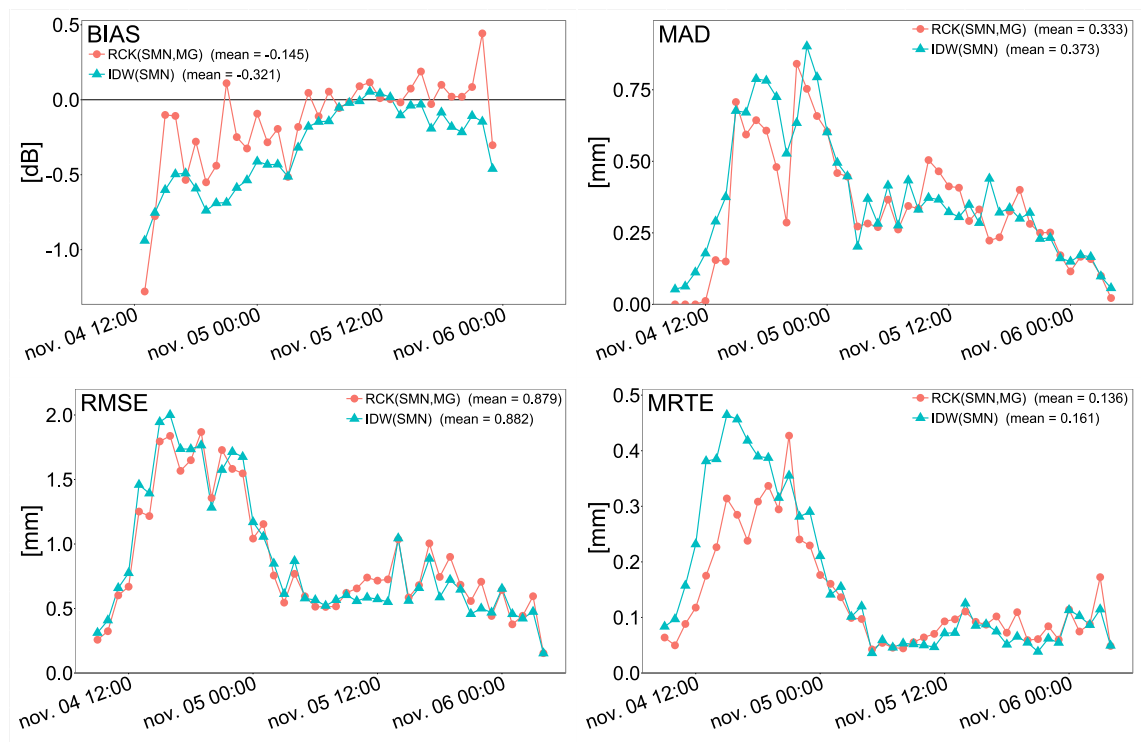 BIAS
RCK(SMN,MG) (mean = -0.145)
IDW(SMN) (mean = -0.321)
[dB]
0.5
0.0
-0.5
-1.0
nov. 04 12:00
nov. 05 00:00
nov. 05 12:00
nov. 06 00:00
MAD
RCK(SMN,MG) (mean = 0.333)
IDW(SMN) (mean = 0.373)
[mm]
0.75
0.50
0.25
0.00
nov. 04 12:00
nov. 05 00:00
nov. 05 12:00
nov. 06 00:00
RMSE
RCK(SMN,MG) (mean = 0.879)
IDW(SMN) (mean = 0.882)
[mm]
2.0
1.5
1.0
0.5
0.0
nov. 04 12:00
nov. 05 00:00
nov. 05 12:00
nov. 06 00:00
MRTE
RCK(SMN,MG) (mean = 0.136)
IDW(SMN) (mean = 0.161)
[mm]
0.5
0.4
0.3
0.2
0.1
0.0
nov. 04 12:00
nov. 05 00:00
nov. 05 12:00
nov. 06 00:00